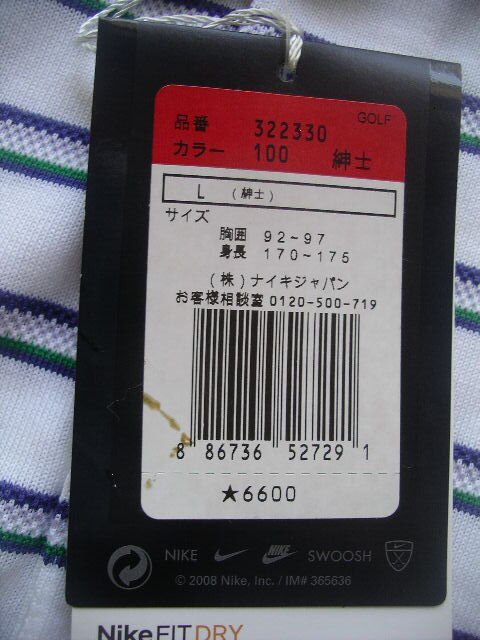 GOLF
品番 322330
カラー 100 紳士
L (紳士)
サイズ
胸囲 92~97
身長 170~175
(株)ナイキジャパン
お客様相談室 0120-500-719
8 86736 52729 1
★6600
NIKE NIKE SWOOSH
© 2008 Nike, Inc. / IM# 365636
NikeFITDRY